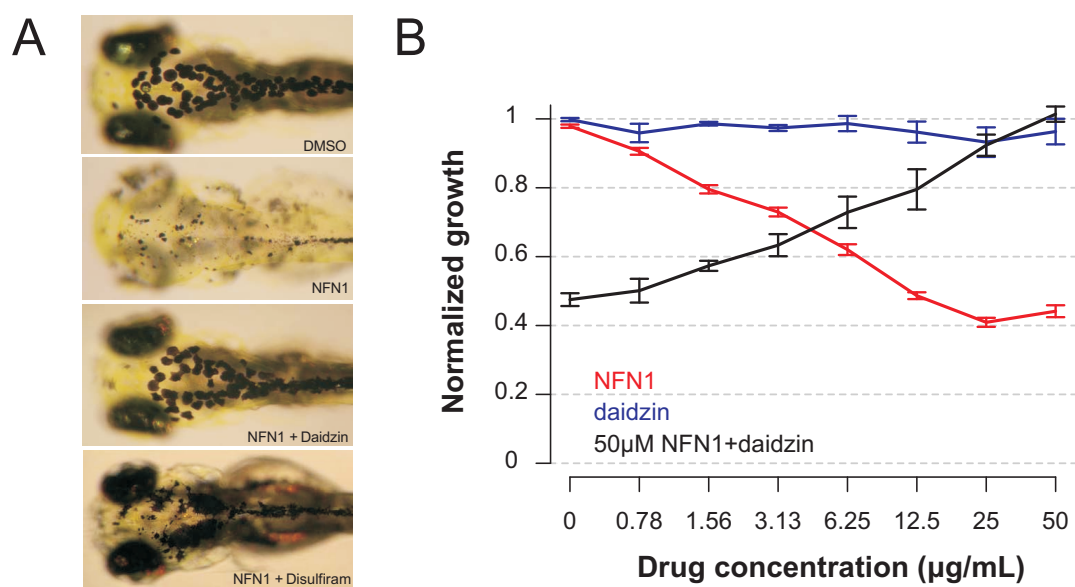 A
DMSO
NFN1
NFN1 + Daidzin
NFN1 + Disulfiram
B
Normalized growth
1
0.8
0.6
0.4
0.2
0
NFN1
daidzin
50µM NFN1+daidzin
0 0.78 1.56 3.13 6.25 12.5 25 50
Drug concentration (µg/mL)